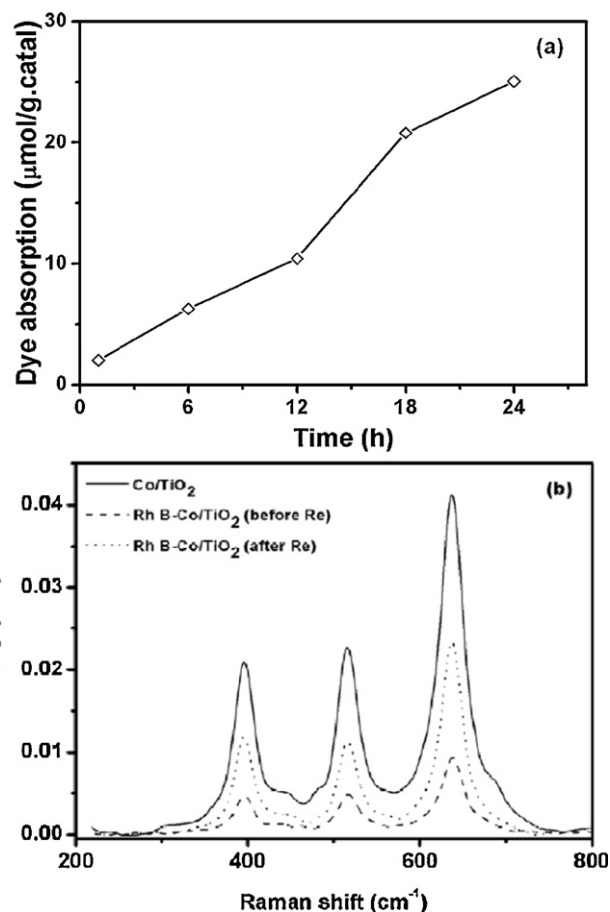 30
20
10
0
(a)
Dye absorption (μmol/g.catal)
0 6 12 18 24
Time (h)
Co/TiO₂
Rh B-Co/TiO₂ (before Re)
Rh B-Co/TiO₂ (after Re)
(b)
0.04
0.03
0.02
0.01
0.00
200 400 600 800
Raman shift (cm⁻¹)